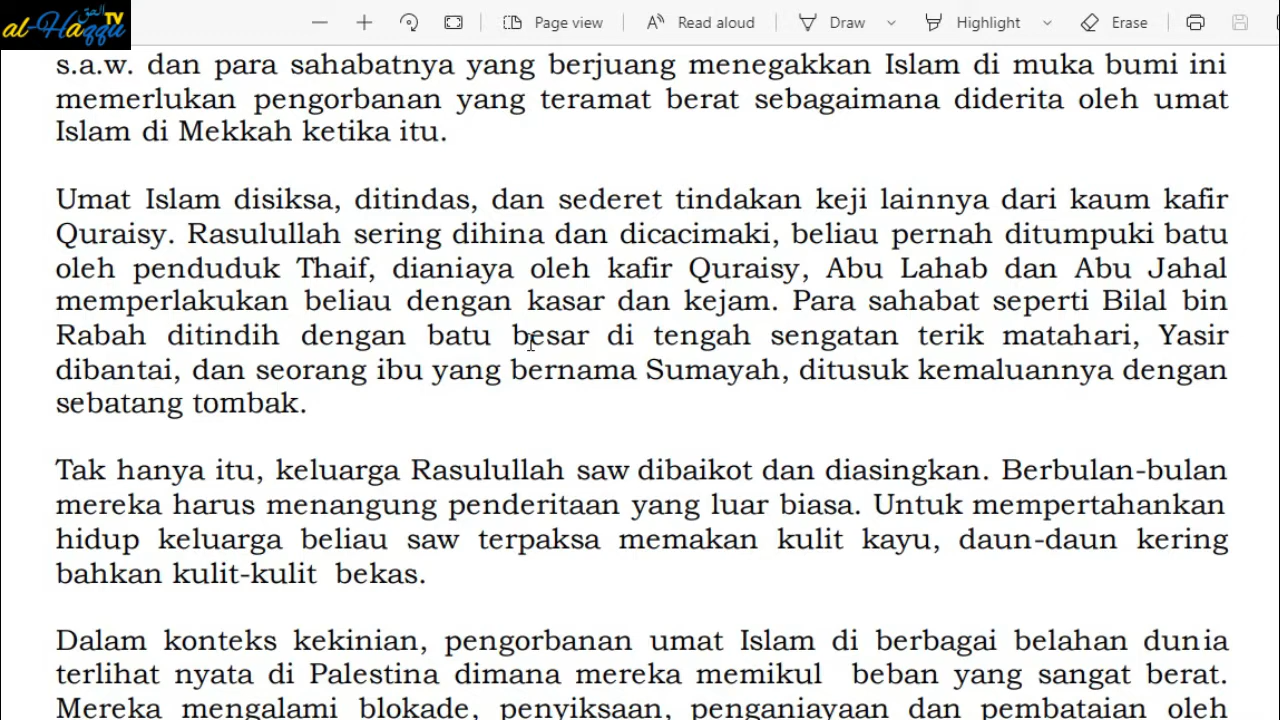 الحق
al-Haqqu TV
Page view
Read aloud
Draw
Highlight
Erase
s.a.w. dan para sahabatnya yang berjuang menegakkan Islam di muka bumi ini
memerlukan pengorbanan yang teramat berat sebagaimana diderita oleh umat
Islam di Mekkah ketika itu.
Umat Islam disiksa, ditindas, dan sederet tindakan keji lainnya dari kaum kafir
Quraisy. Rasulullah sering dihina dan dicacimaki, beliau pernah ditumpuki batu
oleh penduduk Thaif, dianiaya oleh kafir Quraisy, Abu Lahab dan Abu Jahal
memperlakukan beliau dengan kasar dan kejam. Para sahabat seperti Bilal bin
Rabah ditindih dengan batu besar di tengah sengatan terik matahari, Yasir
dibantai, dan seorang ibu yang bernama Sumayah, ditusuk kemaluannya dengan
sebatang tombak.
Tak hanya itu, keluarga Rasulullah saw dibaikot dan diasingkan. Berbulan-bulan
mereka harus menangung penderitaan yang luar biasa. Untuk mempertahankan
hidup keluarga beliau saw terpaksa memakan kulit kayu, daun-daun kering
bahkan kulit-kulit bekas.
Dalam konteks kekinian, pengorbanan umat Islam di berbagai belahan dunia
terlihat nyata di Palestina dimana mereka memikul beban yang sangat berat.
Mereka mengalami blokade, penyiksaan, penganiayaan dan pembataian oleh